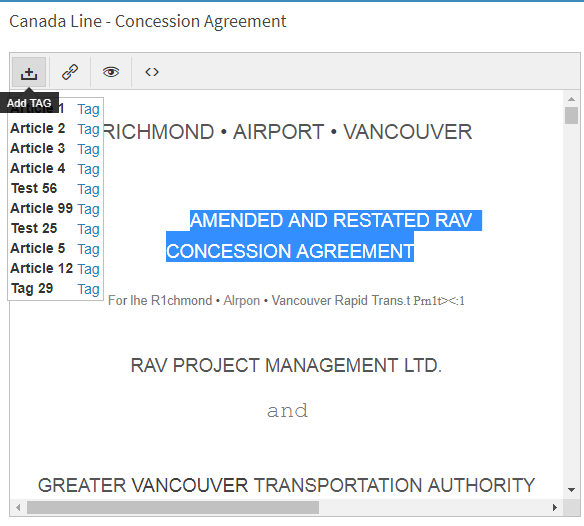 Canada Line - Concession Agreement
Add TAG
Article 1 Tag
Article 2 Tag
Article 3 Tag
Article 4 Tag
Test 56 Tag
Article 99 Tag
Test 25 Tag
Article 5 Tag
Article 12 Tag
Tag 29 Tag
RICHMOND • AIRPORT • VANCOUVER
AMENDED AND RESTATED RAV
CONCESSION AGREEMENT
For lhe R1chmond • Alrpon • Vancouver Rapid Trans.t Pm1t><:1
RAV PROJECT MANAGEMENT LTD.
and
GREATER VANCOUVER TRANSPORTATION AUTHORITY